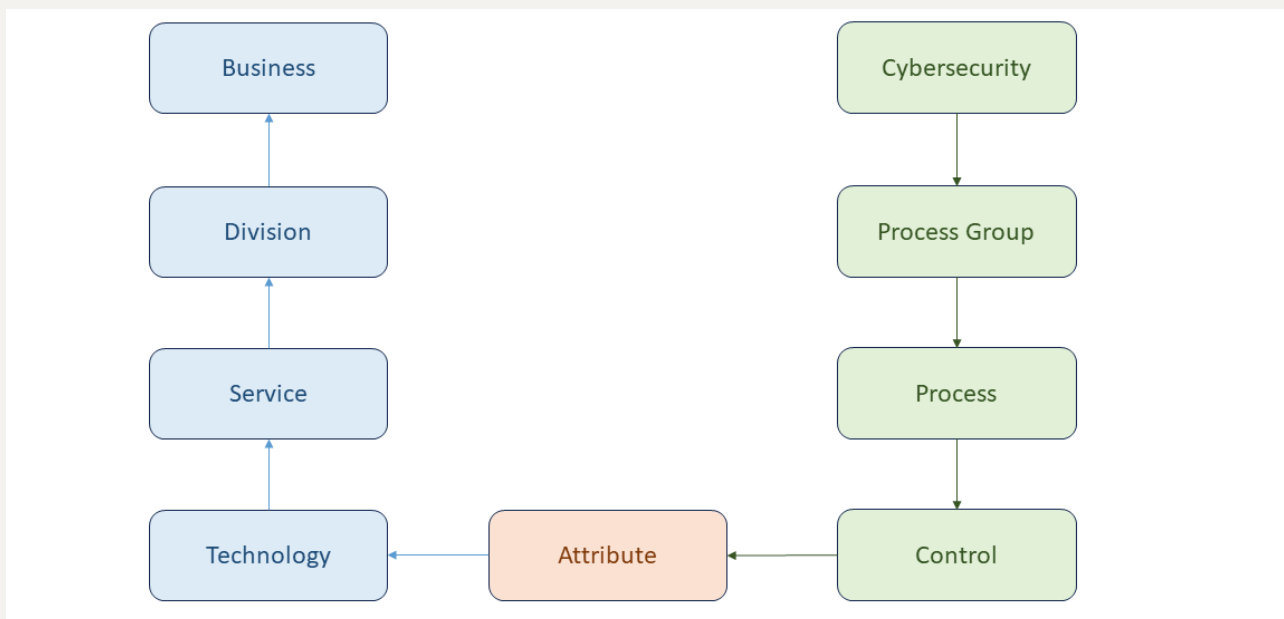 Business
Cybersecurity
Division
Process Group
Service
Process
Technology
Attribute
Control